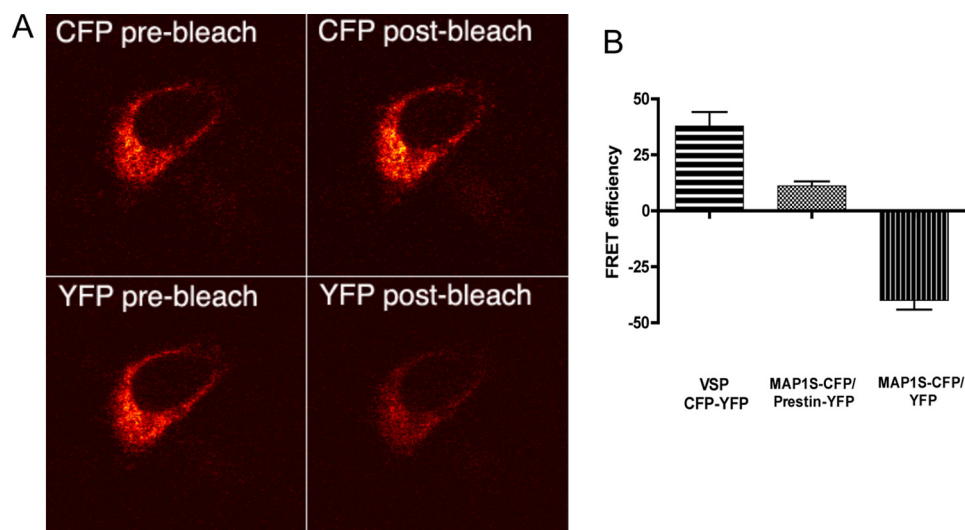 A
CFP pre-bleach
CFP post-bleach
YFP pre-bleach
YFP post-bleach
B
FRET efficiency
50
25
0
-25
-50
VSP
CFP-YFP
MAP1S-CFP/
Prestin-YFP
MAP1S-CFP/
YFP